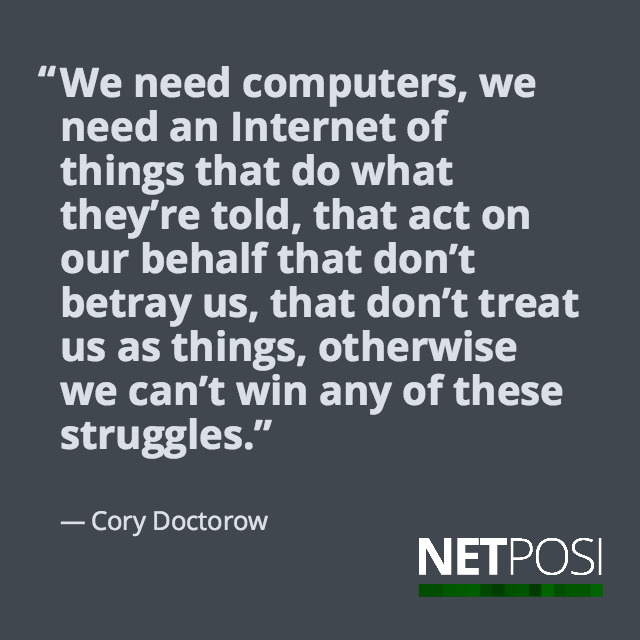 “We need computers, we
need an Internet of
things that do what
they’re told, that act on
our behalf that don’t
betray us, that don’t treat
us as things, otherwise
we can’t win any of these
struggles.”
— Cory Doctorow
NETPOSI